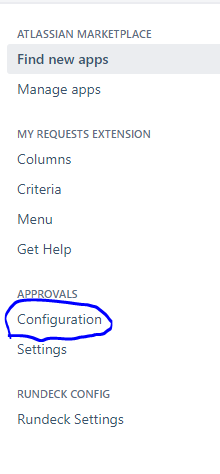 ATLASSIAN MARKETPLACE
Find new apps
Manage apps
MY REQUESTS EXTENSION
Columns
Criteria
Menu
Get Help
APPROVALS
Configuration
Settings
RUNDECK CONFIG
Rundeck Settings